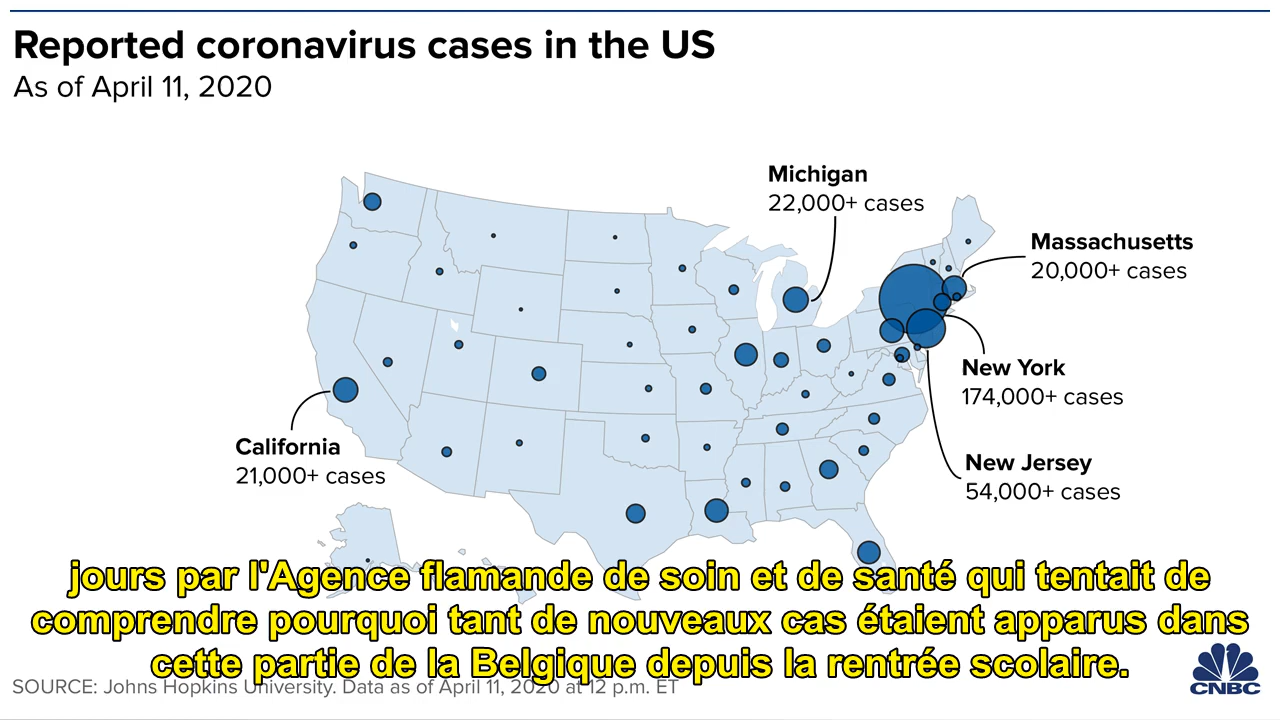 Reported coronavirus cases in the US
As of April 11, 2020
Michigan
22,000+ cases
Massachusetts
20,000+ cases
New York
174,000+ cases
California
21,000+ cases
New Jersey
54,000+ cases
jours par l'Agence flamande de soin et de santé qui tentait de
comprendre pourquoi tant de nouveaux cas étaient apparus dans
cette partie de la Belgique depuis la rentrée scolaire.
SOURCE: Johns Hopkins University. Data as of April 11, 2020 at 12 p.m. ET
CNBC